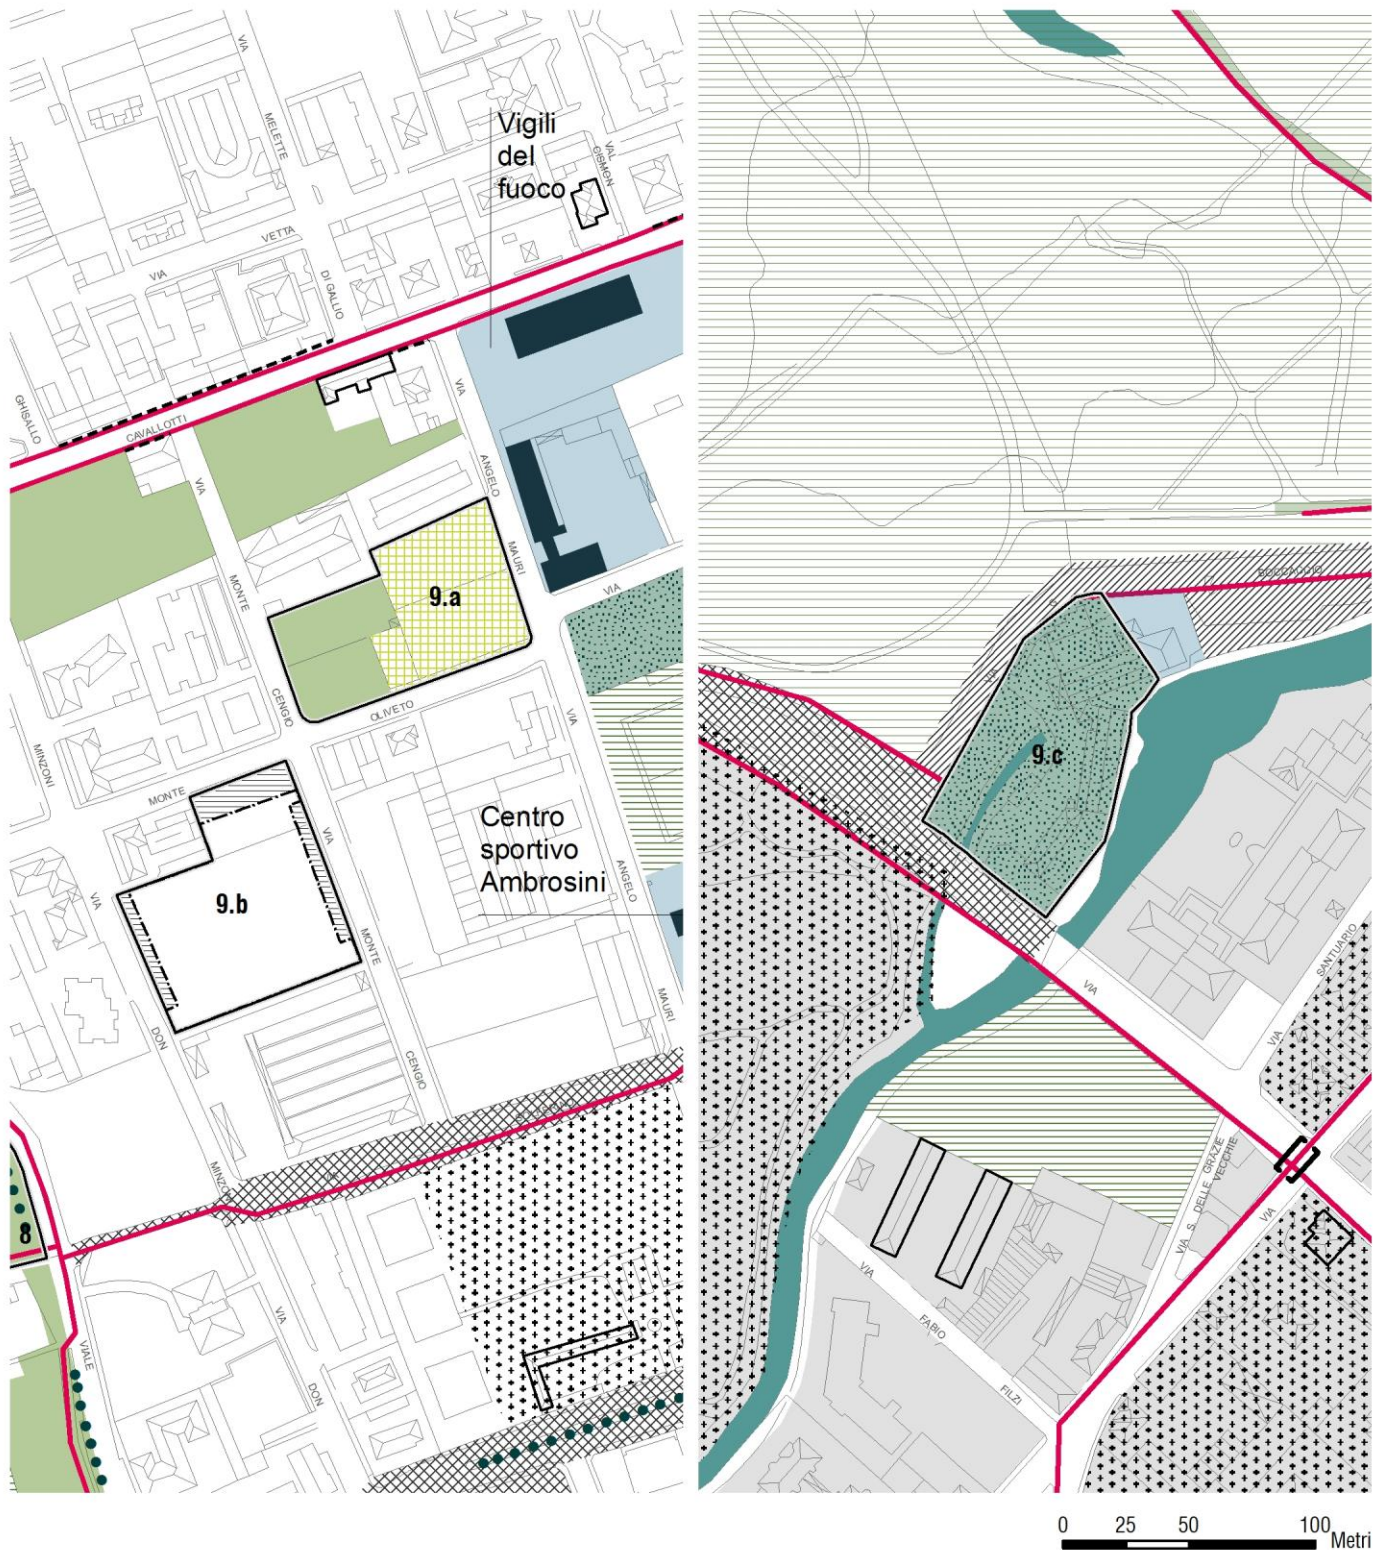 VIA
MELETTE
Vigili
del
fuoco
VAL
CISMON
VETTA
VIA
DI GALLIO
GHISALLO
CAVALLOTTI
VIA
VIA
ANGELO
MAURI
VIA
9.a
MONTE
CENGIO
OLIVETO
VIA
MINZONI
MONTE
VIA
Centro
sportivo
Ambrosini
ANGELO
VIA
9.b
MONTE
MAURI
DON
CENGIO
MINZONI
8
VIALE
VIA
DON
BOCCACCIO
VIA
9.c
SANTUARIO
VIA
VIA
VIA S. DELLE GRAZIE
VECCHIE
VIA
VIA
FABIO
FILZI
0 25 50 100
Metri